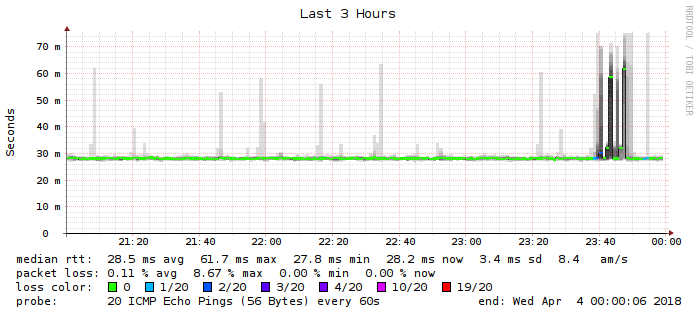 Last 3 Hours
RRDTOOL / TOBI OETIKER
Seconds
70 m
60 m
50 m
40 m
30 m
20 m
10 m
0
21:20 21:40 22:00 22:20 22:40 23:00 23:20 23:40 00:00
median rtt: 28.5 ms avg 61.7 ms max 27.8 ms min 28.2 ms now 3.4 ms sd 8.4 am/s
packet loss: 0.11 % avg 8.67 % max 0.00 % min 0.00 % now
loss color: 0 1/20 2/20 3/20 4/20 10/20 19/20
probe: 20 ICMP Echo Pings (56 Bytes) every 60s end: Wed Apr 4 00:00:06 2018